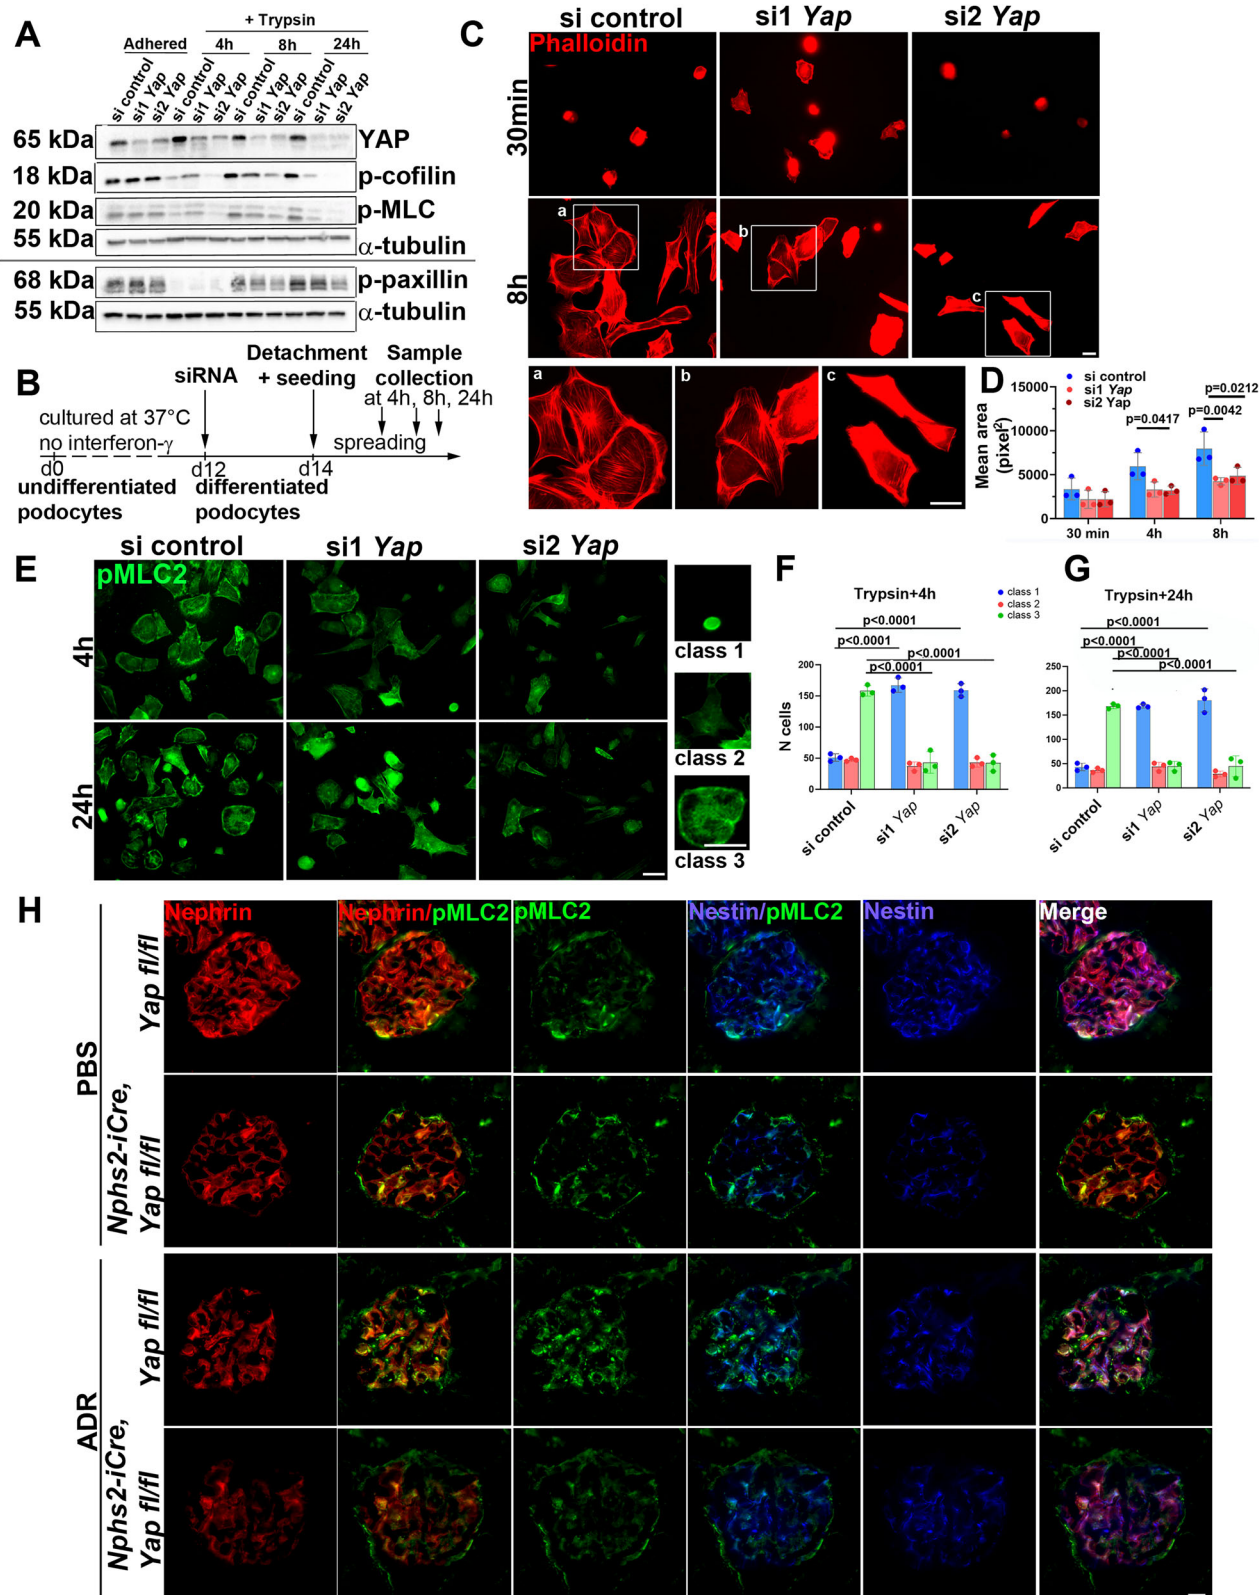 A
+ Trypsin
Adhered
4h
8h
24h
si control
si1 Yap
si2 Yap
si control
si1 Yap
si2 Yap
si control
si1 Yap
si2 Yap
si control
si1 Yap
si2 Yap
65 kDa
YAP
18 kDa
p-cofilin
20 kDa
p-MLC
55 kDa
α-tubulin
68 kDa
p-paxillin
55 kDa
α-tubulin
B
siRNA
Detachment
+ seeding
Sample
collection
at 4h, 8h, 24h
cultured at 37°C
no interferon-γ
spreading
d0
d12
d14
undifferentiated
podocytes
differentiated
podocytes
C
si control
si1 Yap
si2 Yap
Phalloidin
30min
8h
a
b
c
a
b
c
D
si control
si1 Yap
si2 Yap
p=0.0417
p=0.0212
p=0.0042
Mean area
(pixel²)
15000
10000
5000
0
30 min
4h
8h
E
si control
si1 Yap
si2 Yap
pMLC2
4h
24h
class 1
class 2
class 3
F
Trypsin+4h
class 1
class 2
class 3
p<0.0001
p<0.0001
p<0.0001
p<0.0001
N cells
200
150
100
50
0
si control
si1 Yap
si2 Yap
G
Trypsin+24h
p<0.0001
p<0.0001
p<0.0001
p<0.0001
250
200
150
100
50
0
si control
si1 Yap
si2 Yap
H
Nephrin
Nephrin/pMLC2
pMLC2
Nestin/pMLC2
Nestin
Merge
PBS
Yap fl/fl
Nphs2-iCre,
Yap fl/fl
ADR
Yap fl/fl
Nphs2-iCre,
Yap fl/fl